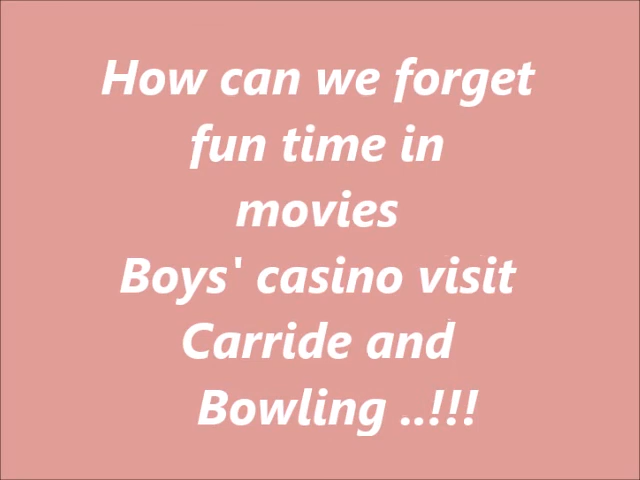 How can we forget
fun time in
movies
Boys' casino visit
Carride and
Bowling ..!!!